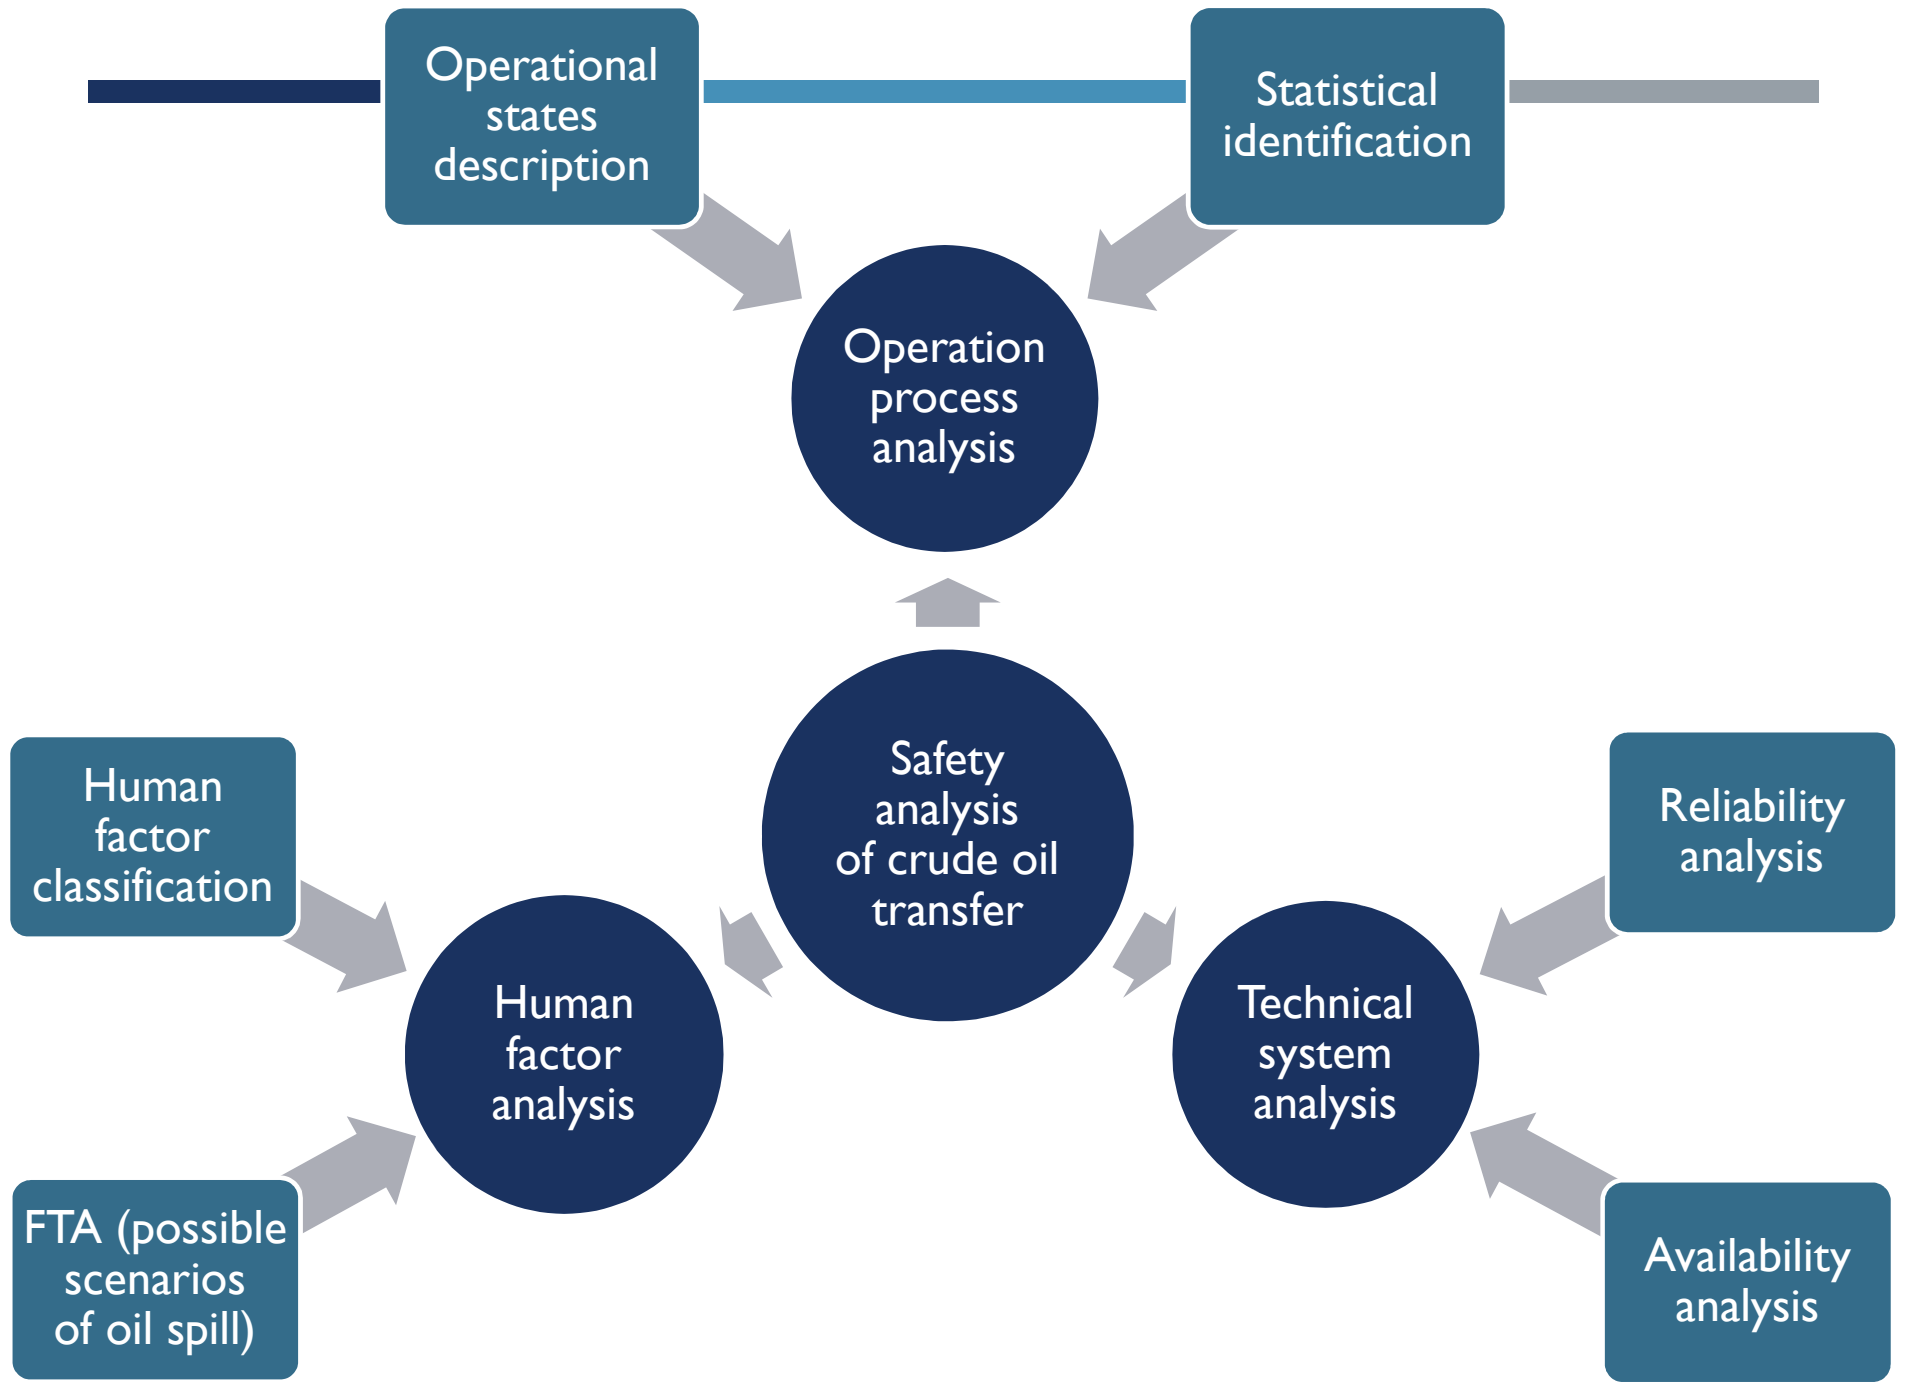 Operational
states
description
Statistical
identification
Operation
process
analysis
Safety
analysis
of crude oil
transfer
Human
factor
classification
Human
factor
analysis
FTA (possible
scenarios
of oil spill)
Reliability
analysis
Technical
system
analysis
Availability
analysis